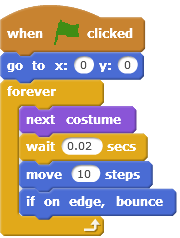 when clicked
go to x: 0 y: 0
forever
next costume
wait 0.02 secs
move 10 steps
if on edge, bounce